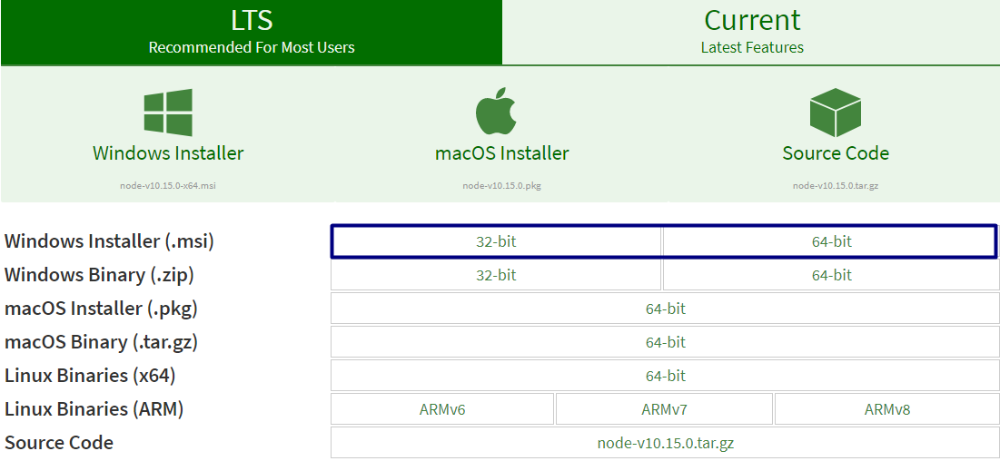 LTS
Recommended For Most Users
Current
Latest Features
Windows Installer
node-v10.15.0-x64.msi
macOS Installer
node-v10.15.0.pkg
Source Code
node-v10.15.0.tar.gz
Windows Installer (.msi) 32-bit 64-bit
Windows Binary (.zip) 32-bit 64-bit
macOS Installer (.pkg) 64-bit
macOS Binary (.tar.gz) 64-bit
Linux Binaries (x64) 64-bit
Linux Binaries (ARM) ARMv6 ARMv7 ARMv8
Source Code node-v10.15.0.tar.gz